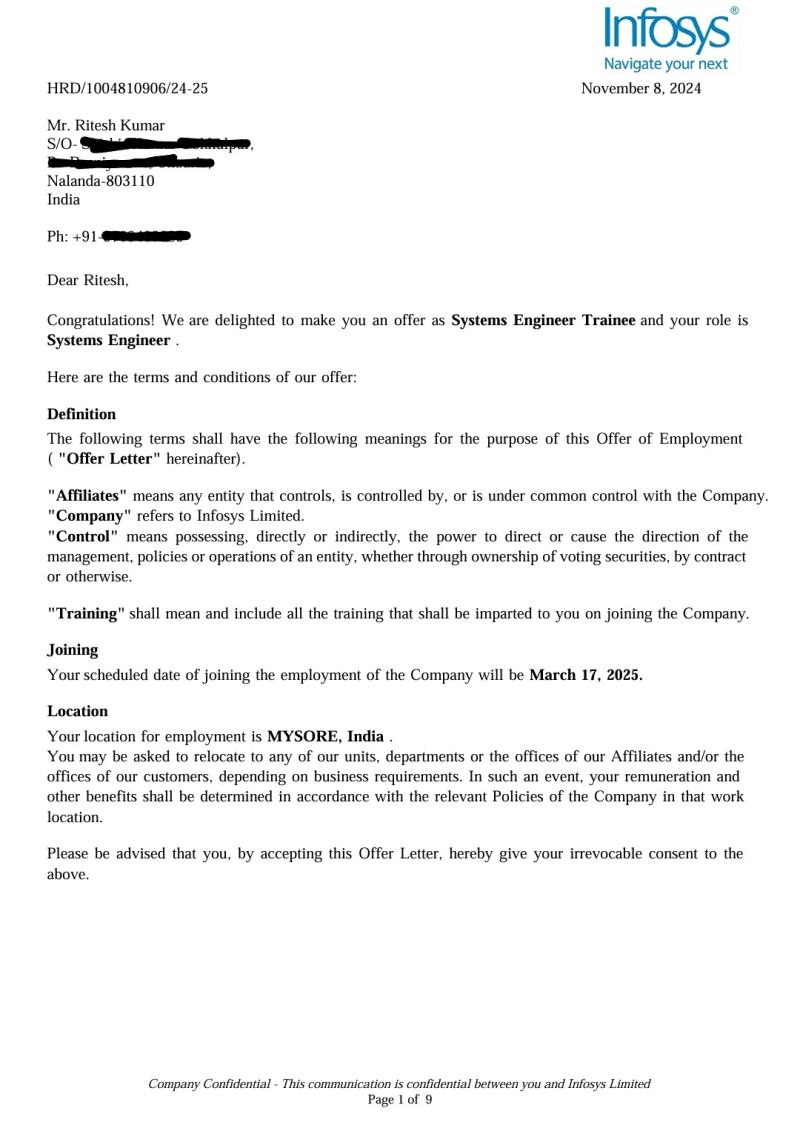 Infosys®
Navigate your next
HRD/1004810906/24-25 November 8, 2024
Mr. Ritesh Kumar
S/O-
Nalanda-803110
India
Ph: +91-
Dear Ritesh,
Congratulations! We are delighted to make you an offer as Systems Engineer Trainee and your role is
Systems Engineer .
Here are the terms and conditions of our offer:
Definition
The following terms shall have the following meanings for the purpose of this Offer of Employment
( "Offer Letter" hereinafter).
"Affiliates" means any entity that controls, is controlled by, or is under common control with the Company.
"Company" refers to Infosys Limited.
"Control" means possessing, directly or indirectly, the power to direct or cause the direction of the
management, policies or operations of an entity, whether through ownership of voting securities, by contract
or otherwise.
"Training" shall mean and include all the training that shall be imparted to you on joining the Company.
Joining
Your scheduled date of joining the employment of the Company will be March 17, 2025.
Location
Your location for employment is MYSORE, India .
You may be asked to relocate to any of our units, departments or the offices of our Affiliates and/or the
offices of our customers, depending on business requirements. In such an event, your remuneration and
other benefits shall be determined in accordance with the relevant Policies of the Company in that work
location.
Please be advised that you, by accepting this Offer Letter, hereby give your irrevocable consent to the
above.
Company Confidential - This communication is confidential between you and Infosys Limited
Page 1 of 9